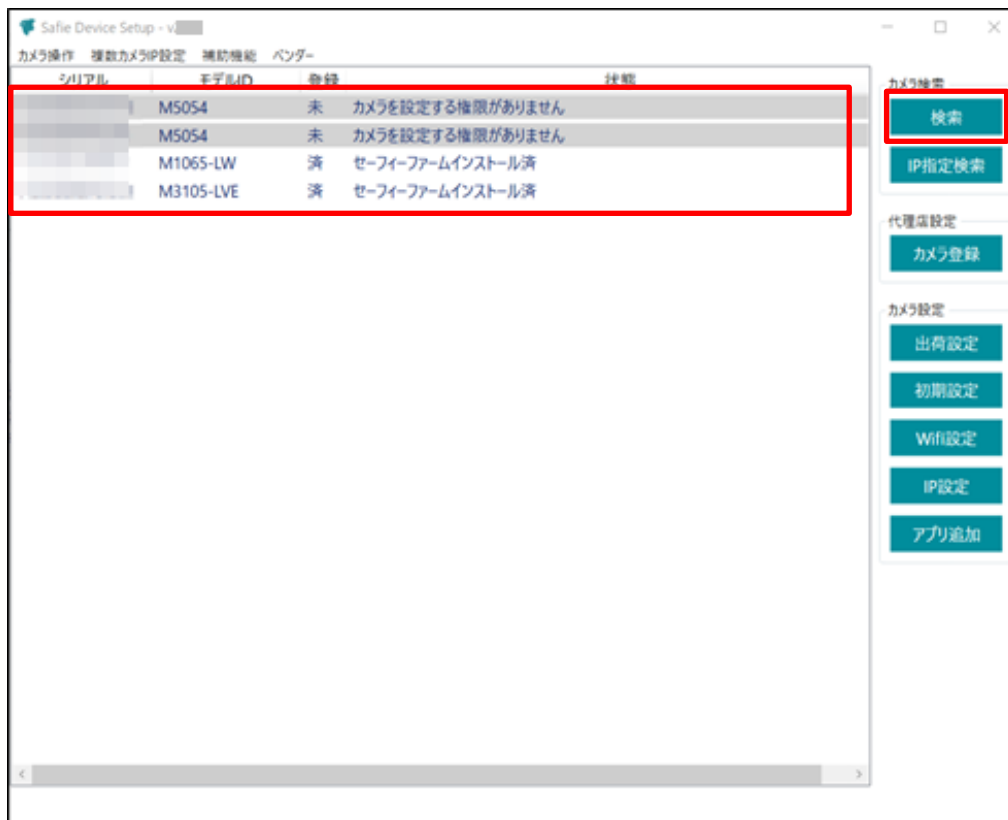 Safie Device Setup - v.
カメラ操作 複数カメラIP設定 補助機能 ベンダー
シリアル モデルID 登録 状態
M5054 未 カメラを設定する権限がありません
M5054 未 カメラを設定する権限がありません
M1065-LW 済 セーフィーファームインストール済
M3105-LVE 済 セーフィーファームインストール済
カメラ検索
検索
IP指定検索
代理店設定
カメラ登録
カメラ設定
出荷設定
初期設定
Wifi設定
IP設定
アプリ追加